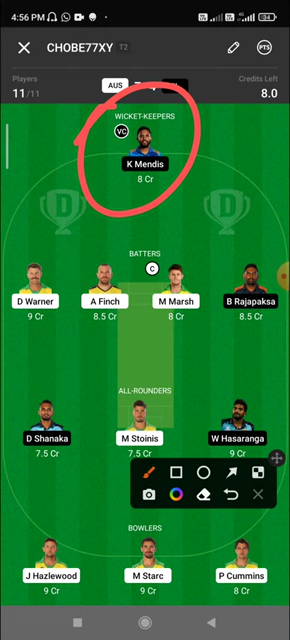 4:56 PM
34
CHOBE77XY T2
PTS
Players
Credits Left
11/11
AUS
8.0
WICKET-KEEPERS
VC
K Mendis
8 Cr
BATTERS
C
D Warner
A Finch
M Marsh
B Rajapaksa
9 Cr
8.5 Cr
8 Cr
8.5 Cr
ALL-ROUNDERS
D Shanaka
M Stoinis
W Hasaranga
7.5 Cr
7.5 Cr
9 Cr
BOWLERS
J Hazlewood
M Starc
P Cummins
9 Cr
9 Cr
8 Cr